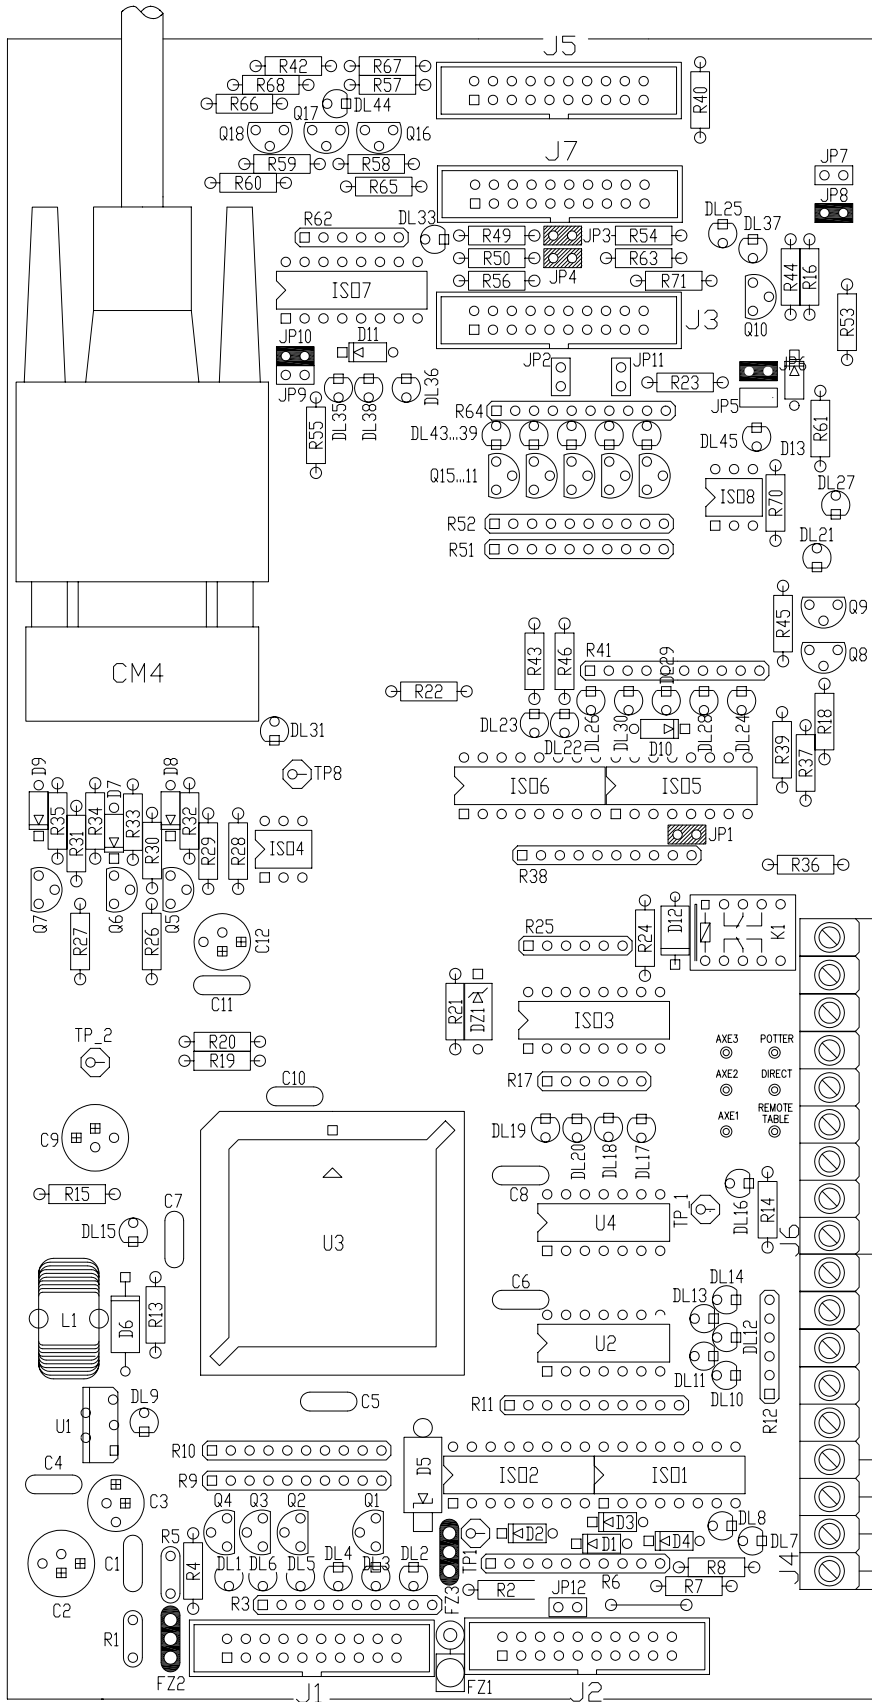 J5
R42
R67
R68
R57
R66
DL44
R40
Q17
Q18
Q16
R59
R58
R60
R65
J7
JP7
JP8
R62
DL33
R49
JP3
R54
DL25
DL37
R50
JP4
R63
R56
R71
R44
R16
ISO7
Q10
R53
J3
JP10
D11
JP2
JP11
JP6
JP9
DL35
DL38
DL36
R23
JP5
R55
R64
R61
DL43...39
DL45
D13
Q15...11
ISO8
R70
DL27
R52
R51
DL21
R45
Q9
Q8
R43
R46
R41
DL29
CM4
R22
R18
DL31
DL23
DL22
DL26
DL30
D10
DL28
DL24
R39
R37
TP8
D9
D7
D8
ISO6
ISO5
R35
R31
R34
R33
R30
R32
R29
R28
ISO4
JP1
R38
R36
Q7
Q6
Q5
R27
R26
C12
R25
R24
D12
K1
C11
R21
DZ1
ISO3
TP_2
R20
R19
AXE3
POTTER
C10
R17
AXE2
DIRECT
AXE1
REMOTE
TABLE
C9
DL19
DL20
DL18
DL17
R15
C7
C8
DL16
R14
DL15
U3
U4
TP_1
J6
L1
D6
R13
C6
DL13
DL14
DL12
U2
DL11
DL10
U1
DL9
C5
R11
R12
C4
R10
R9
D5
ISO2
ISO1
C3
Q4
Q3
Q2
Q1
D2
D3
DL8
DL7
C1
R5
R4
TP1
D1
D4
J4
C2
DL1
DL6
DL5
DL4
DL3
DL2
R6
R8
R3
FZ3
R2
JP12
R7
R1
FZ2
J1
FZ1
J2